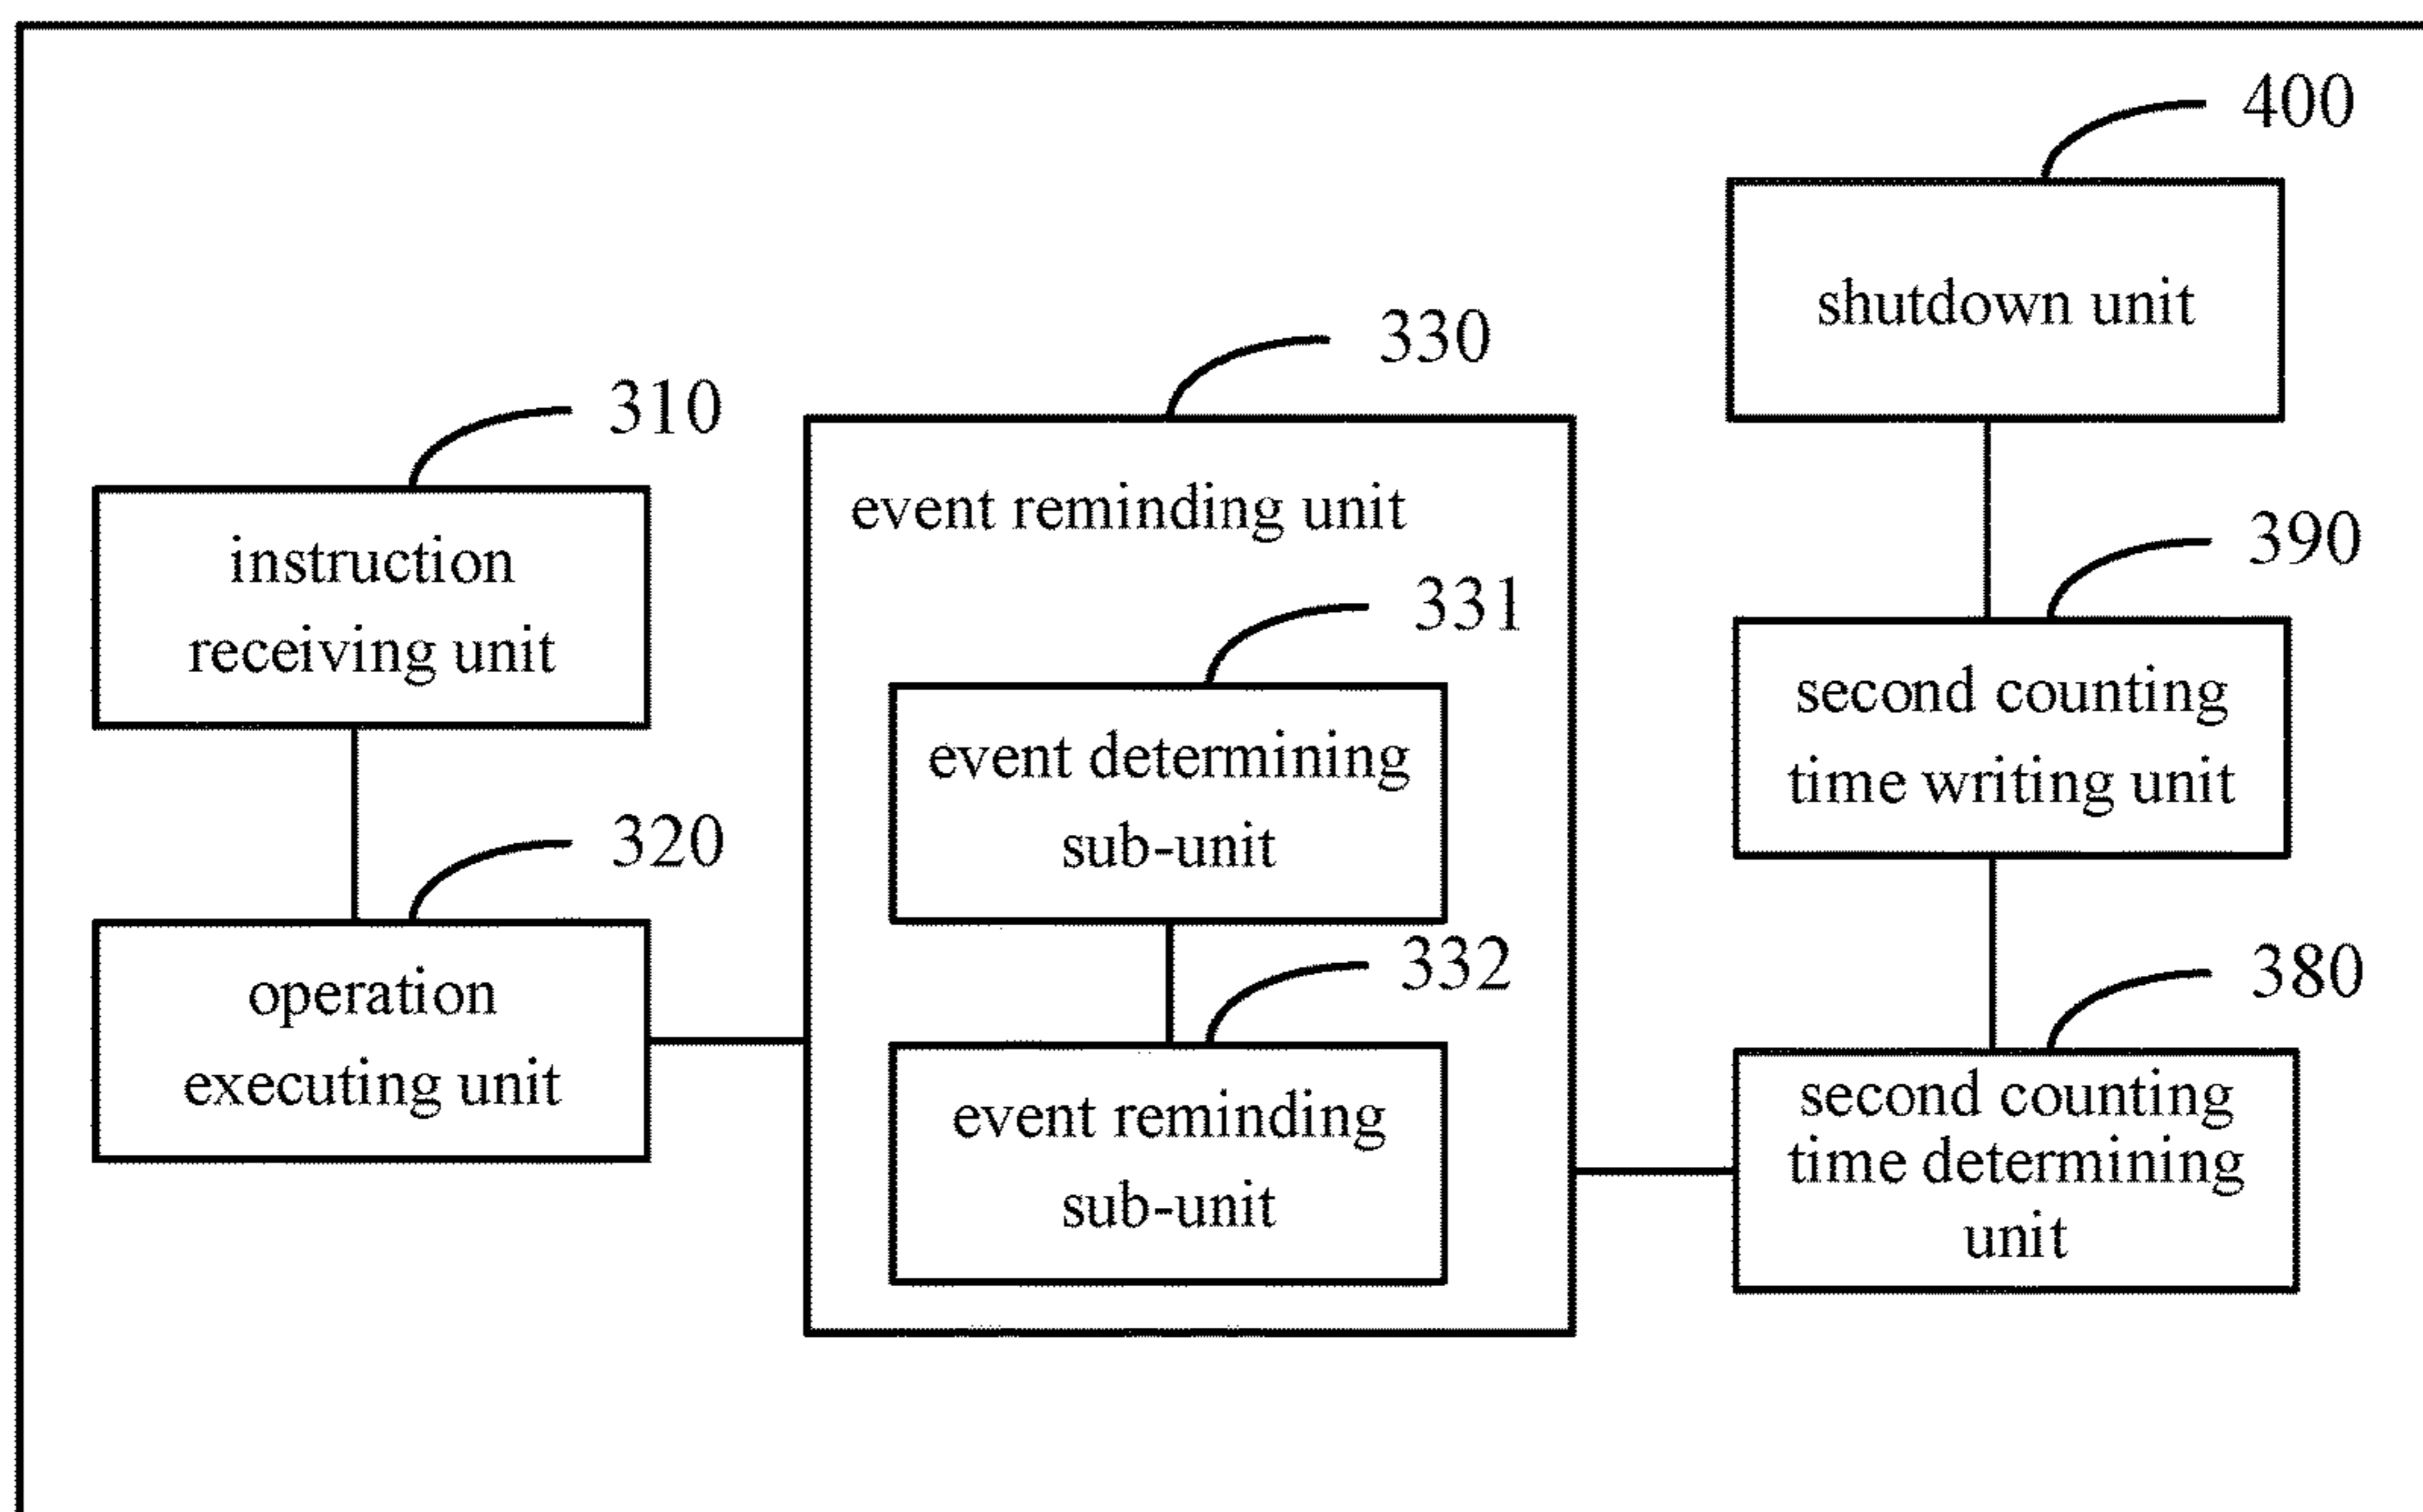 310
instruction
receiving unit
320
operation
executing unit
330
event reminding unit
331
event determining
sub-unit
332
event reminding
sub-unit
400
shutdown unit
390
second counting
time writing unit
380
second counting
time determining
unit